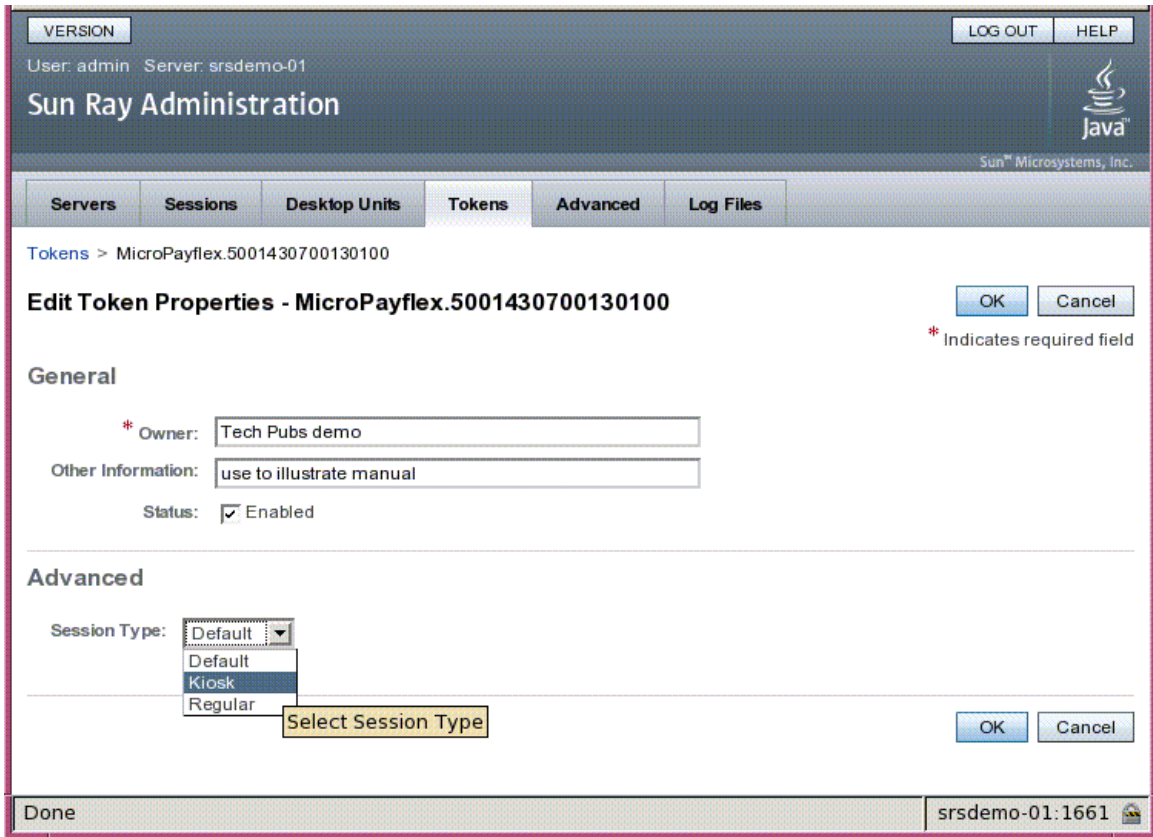 VERSION LOG OUT HELP
User: admin Server: srsdemo-01
Sun Ray Administration
Java™
Sun™ Microsystems, Inc.
Servers Sessions Desktop Units Tokens Advanced Log Files
Tokens > MicroPayflex.5001430700130100
Edit Token Properties - MicroPayflex.5001430700130100 OK Cancel
* Indicates required field
General
* Owner: Tech Pubs demo
Other Information: use to illustrate manual
Status: Enabled
Advanced
Session Type: Default
Default
Kiosk
Regular
Select Session Type
OK Cancel
Done srsdemo-01:1661